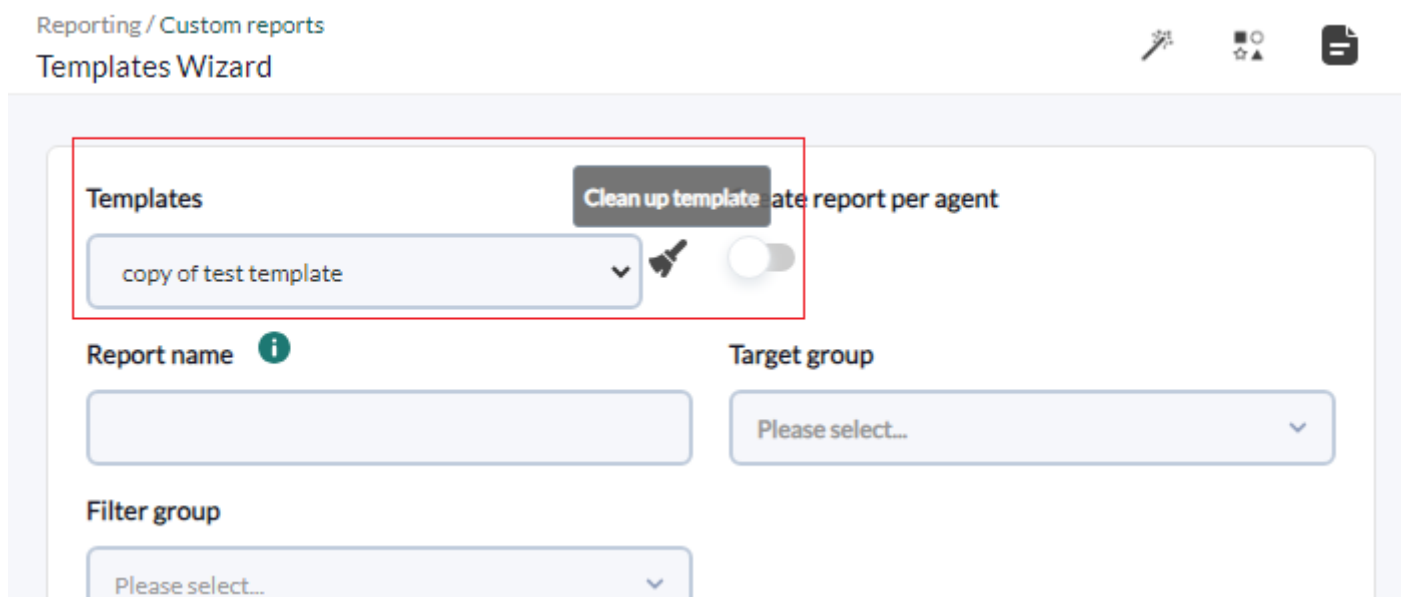 Reporting / Custom reports
Templates Wizard
Templates
Clean up template
ate report per agent
copy of test template
Report name
Target group
Please select...
Filter group
Please select...